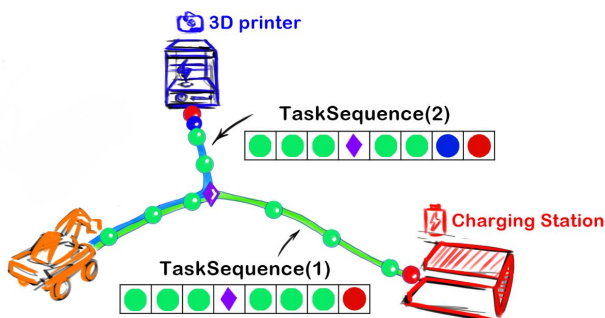 3D printer
TaskSequence(2)
Charging Station
TaskSequence(1)